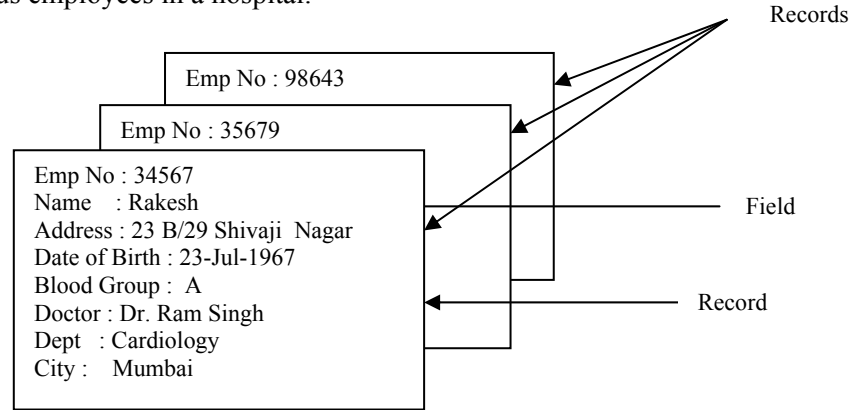 us employees in a hospital.
Records
Emp No : 98643
Emp No : 35679
Emp No : 34567
Name : Rakesh
Address : 23 B/29 Shivaji Nagar
Date of Birth : 23-Jul-1967
Blood Group : A
Doctor : Dr. Ram Singh
Dept : Cardiology
City : Mumbai
Field
Record